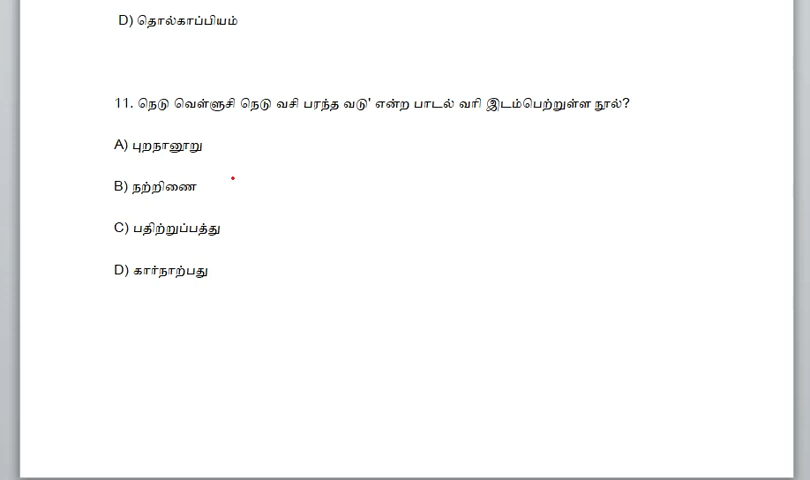 D) தொல்காப்பியம்
11. நெடு வெள்ளுசி நெடு வசி பரந்த வடு' என்ற பாடல் வரி இடம்பெற்றுள்ள நூல்?
A) புறநானூறு
B) நற்றிணை
C) பதிற்றுப்பத்து
D) கார்நாற்பது